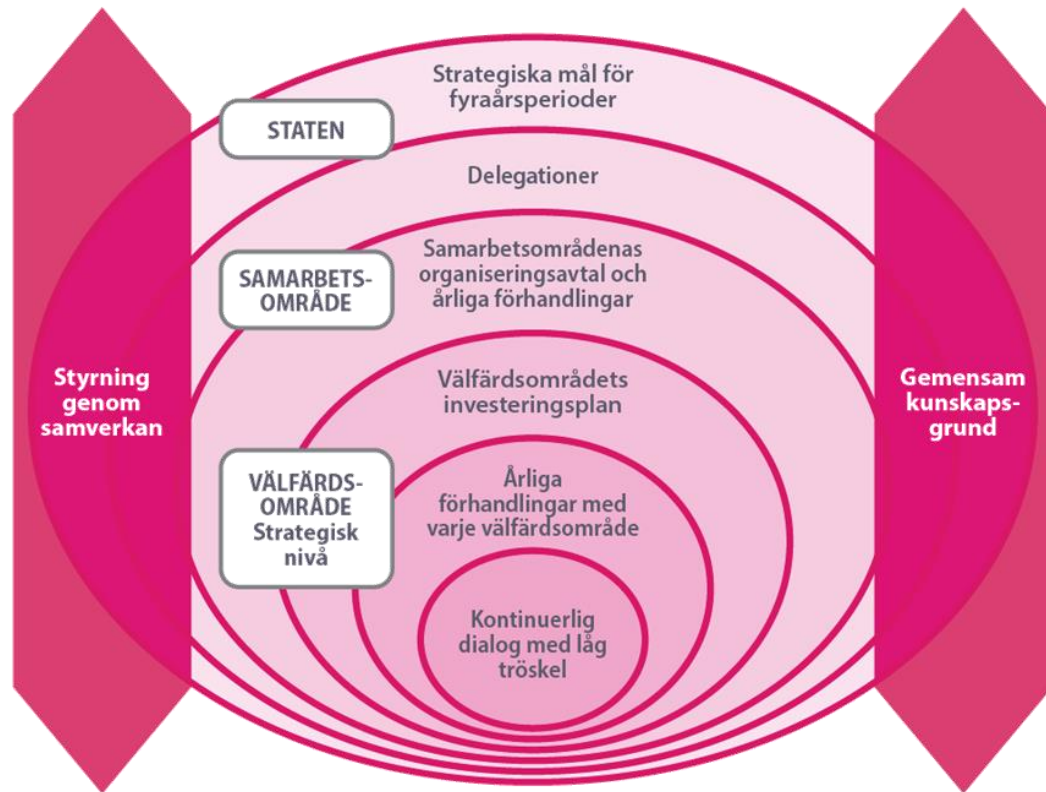 Strategiska mål för
fyraårsperioder
STATEN
Delegationer
Samarbetsområdenas
organiseringsavtal och
årliga förhandlingar
SAMARBETS-
OMRÅDE
Välfärdsområdets
investeringsplan
Styrning
genom
samverkan
Gemensam
kunskaps-
grund
VÄLFÄRDS-
OMRÅDE
Strategisk
nivå
Årliga
förhandlingar med
varje välfärdsområde
Kontinuerlig
dialog med låg
tröskel